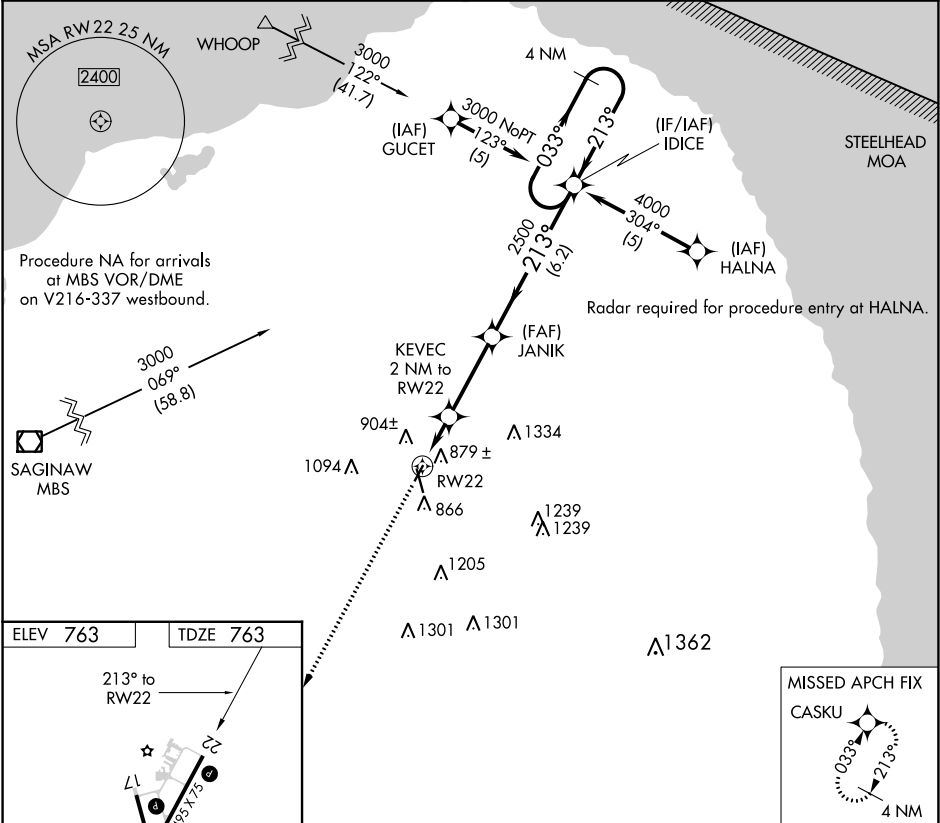 MSA RW22 25 NM
2400
WHOOP
3000
122°
(41.7)
4 NM
(IAF)
GUCET
3000 NoPT
123°
(5)
033°
213°
(IF/IAF)
IDICE
STEELHEAD
MOA
4000
304°
(5)
(IAF)
HALNA
2500
213°
(6.2)
Procedure NA for arrivals
at MBS VOR/DME
on V216-337 westbound.
Radar required for procedure entry at HALNA.
(FAF)
JANIK
KEVEC
2 NM to
RW22
3000
069°
(58.8)
SAGINAW
MBS
904±
1334
879 ±
1094
RW22
866
1239
1239
1205
1301
1301
1362
ELEV 763
TDZE 763
213° to
RW22
22
17
P
P
95 X 75
MISSED APCH FIX
CASKU
033°
213°
4 NM